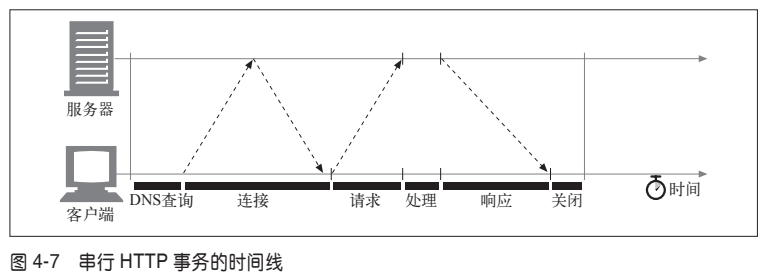 服务器
客户端
DNS查询 连接 请求 处理 响应 关闭 时间
图 4-7 串行 HTTP 事务的时间线